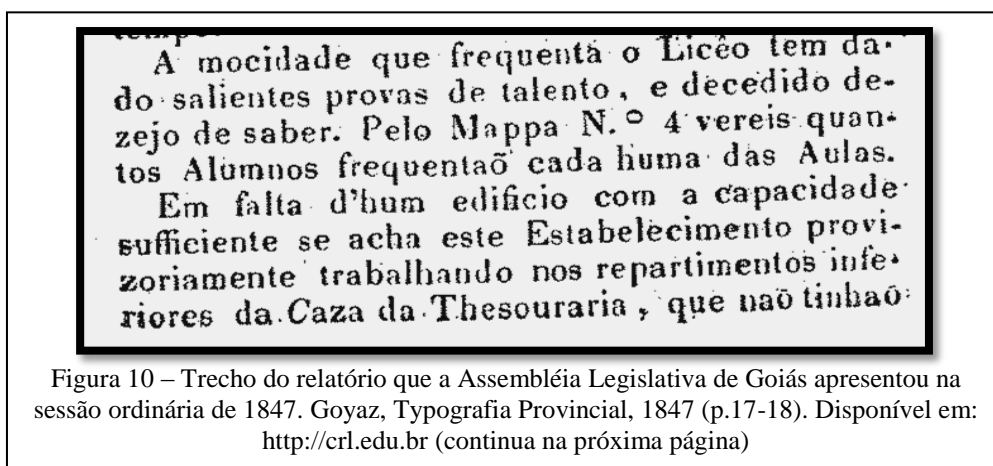 A mocidade que frequenta o Licêo tem da-
do salientes provas de talento, e decedido de-
zejo de saber. Pelo Mappa N.º 4 vereis quan-
tos Alumnos frequentaõ cada huma das Aulas.
Em falta d'hum edificio com a capacidade
sufficiente se acha este Estabelecimento provi-
zoriamente trabalhando nos repartimentos infe-
riores da Caza da Thesouraria, que naõ tinhaõ
Figura 10 – Trecho do relatório que a Assembléia Legislativa de Goiás apresentou na
sessão ordinária de 1847. Goyaz, Typografia Provincial, 1847 (p.17-18). Disponível em:
http://crl.edu.br (continua na próxima página)